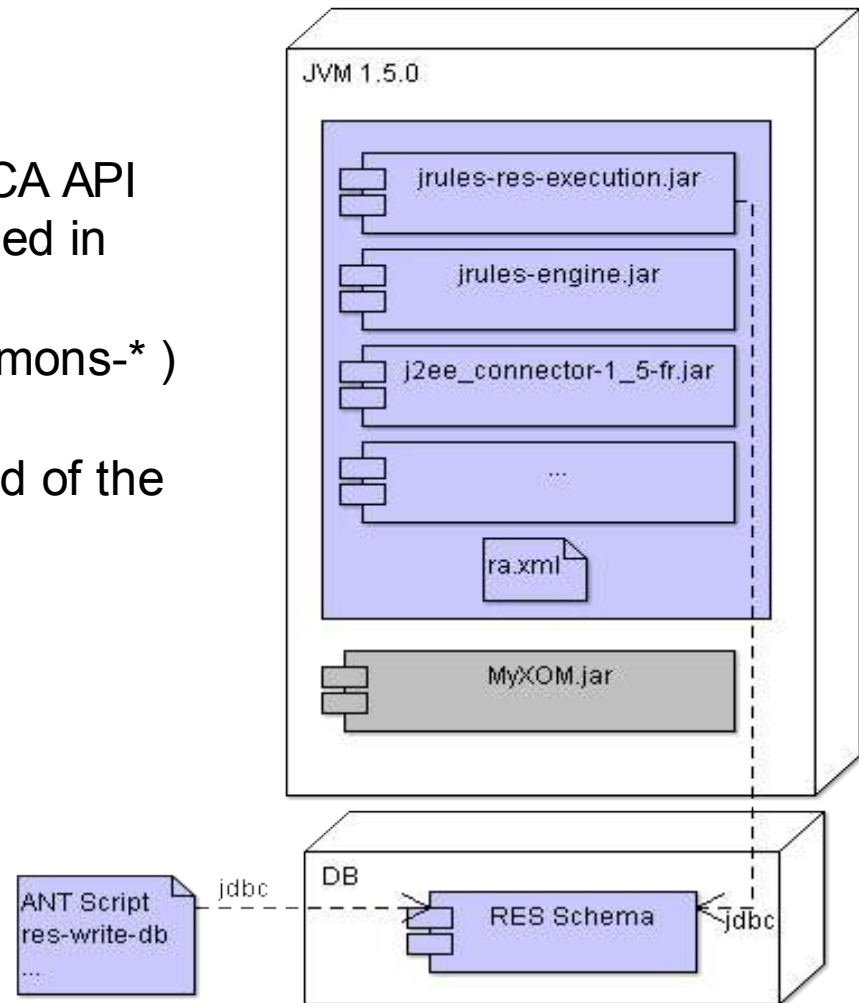 CA API
ed in
mons-* )
d of the
JVM 1.5.0
jrules-res-execution.jar
jrules-engine.jar
j2ee_connector-1_5-fr.jar
...
ra.xml
MyXOM.jar
DB
RES Schema
jdbc
jdbc
ANT Script
res-write-db
...